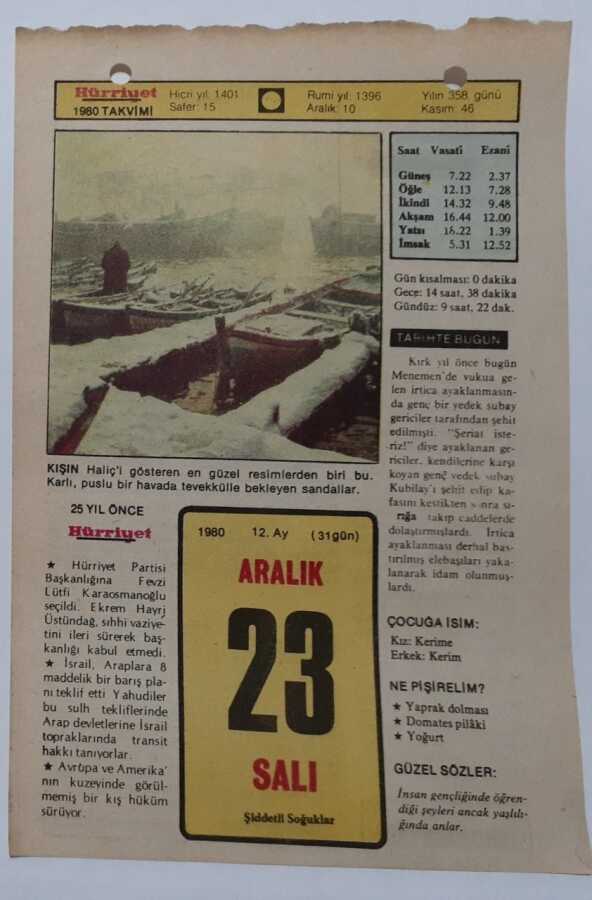 Hürriyet
1980 TAKVİMİ
Hicri yıl: 1401
Safer: 15
Rumi yıl: 1396
Aralık: 10
Yılın 358. günü
Kasım: 46
Saat Vasati Ezani
Güneş 7.22 2.37
Öğle 12.13 7.28
İkindi 14.32 9.48
Akşam 16.44 12.00
Yatsı 18.22 1.39
İmsak 5.31 12.52
Gün kısalması: 0 dakika
Gece: 14 saat, 38 dakika
Gündüz: 9 saat, 22 dak.
KIŞIN Haliç'i gösteren en güzel resimlerden biri bu.
Karlı, puslu bir havada tevekkülle bekleyen sandallar.
25 YIL ÖNCE
Hürriyet
★ Hürriyet Partisi
Başkanlığına Fevzi
Lütfi Karaosmanoğlu
seçildi. Ekrem Hayri
Üstündağ, sıhhi vaziye-
tini ileri sürerek baş-
kanlığı kabul etmedi.
★ İsrail, Araplara 8
maddelik bir barış pla-
nı teklif etti Yahudiler
bu sulh tekliflerinde
Arap devletlerine İsrail
topraklarında transit
hakkı tanıyorlar.
★ Avrupa ve Amerika'
nın kuzeyinde görül-
memiş bir kış hüküm
sürüyor.
1980 12. Ay (31gün)
ARALIK
23
SALI
Şiddetli Soğuklar
TARİHTE BUGÜN
Kırk yıl önce bugün
Menemen'de vukua ge-
len irtica ayaklanmasın-
da genç bir yedek subay
gericiler tarafından şehit
edilmişti. "Şeriat iste-
riz!" diye ayaklanan ge-
riciler, kendilerine karşı
koyan genç yedek subay
Kubilay'ı şehit edip ka-
fasını kestikten sonra sı-
rığa takıp caddelerde
dolaştırmışlardı. İrtica
ayaklanması derhal bas-
tırılmış elebaşıları yaka-
lanarak idam olunmuş-
lardı.
ÇOCUĞA İSİM:
Kız: Kerime
Erkek: Kerim
NE PİŞİRELİM?
★ Yaprak dolması
★ Domates pilâki
★ Yoğurt
GÜZEL SÖZLER:
İnsan gençliğinde öğren-
diği şeyleri ancak yaşlılı-
ğında anlar.